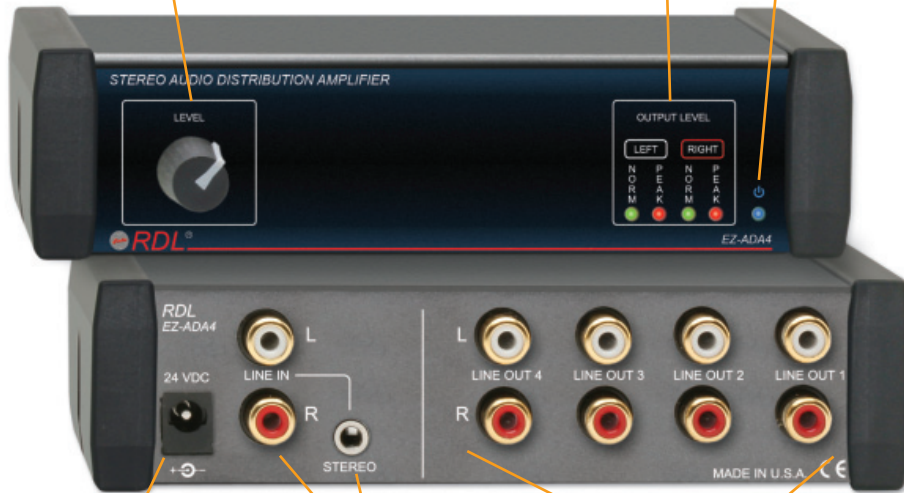 STEREO AUDIO DISTRIBUTION AMPLIFIER
LEVEL
OUTPUT LEVEL
LEFT RIGHT
NORM PEAK NORM PEAK
RDL®
EZ-ADA4
RDL
EZ-ADA4
24 VDC
L
LINE IN
R
STEREO
L
LINE OUT 4 LINE OUT 3 LINE OUT 2 LINE OUT 1
R
MADE IN U.S.A. CE